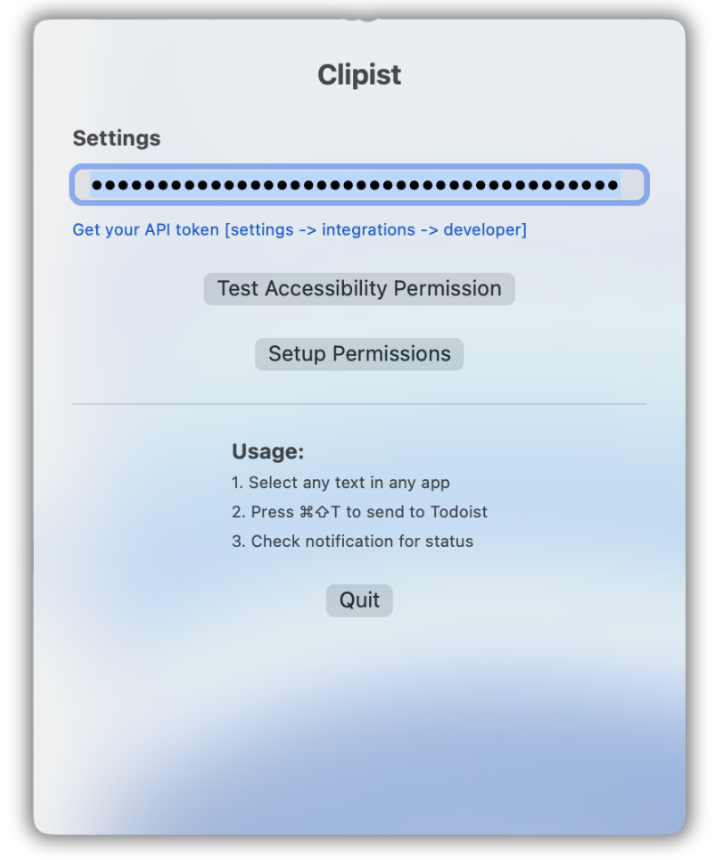 Clipist
Settings
••••••••••••••••••••••••••••••••••••••••
Get your API token [settings -> integrations -> developer]
Test Accessibility Permission
Setup Permissions
Usage:
1. Select any text in any app
2. Press ⌘⇧T to send to Todoist
3. Check notification for status
Quit